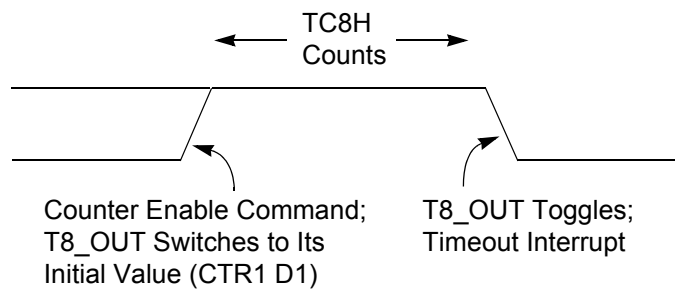 TC8H
Counts
Counter Enable Command;
T8_OUT Switches to Its
Initial Value (CTR1 D1)
T8_OUT Toggles;
Timeout Interrupt